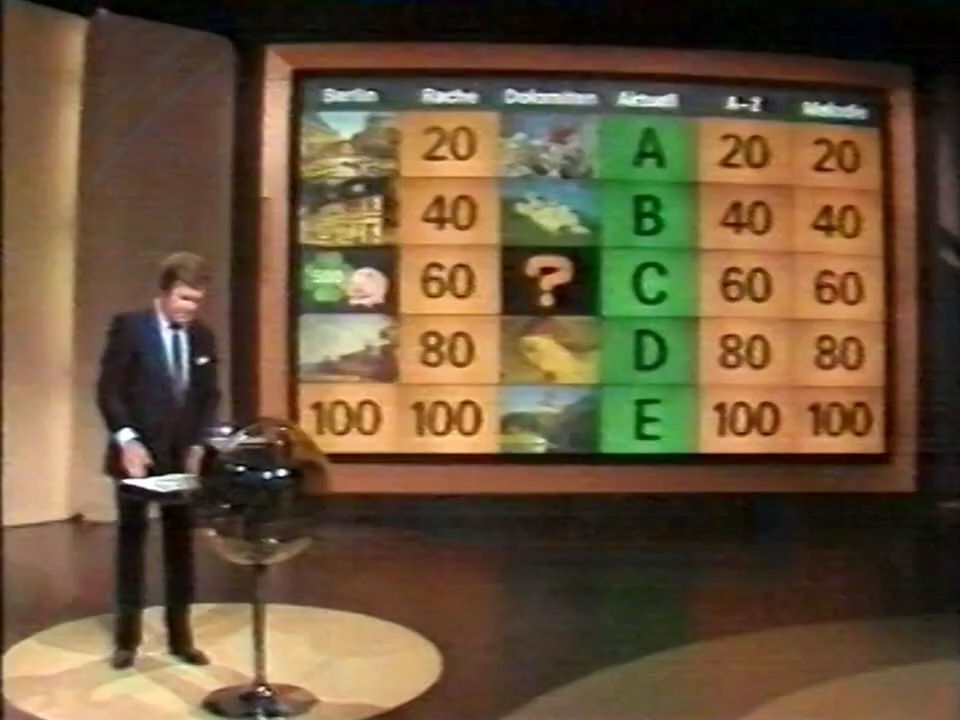 Berlin Rache Dolomiten Aktuell A-Z Melodie
20 A 20 20
40 B 40 40
500 60 ? C 60 60
80 D 80 80
100 100 E 100 100